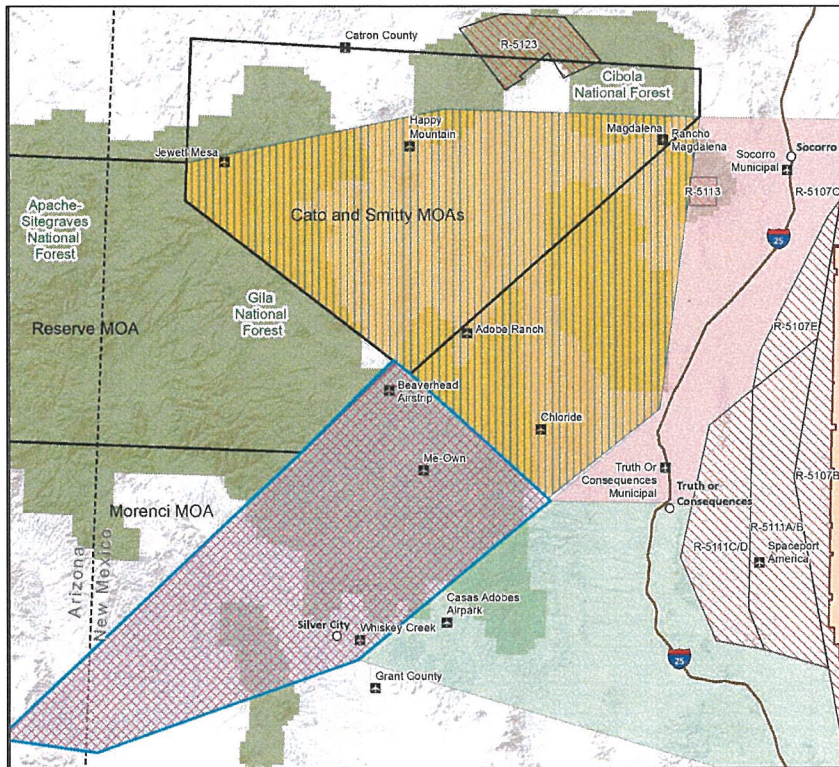 Catron County
R-5123
Cibola
National Forest
Happy
Mountain
Magdalena
Rancho
Magdalena
Socorro
Jewett Mesa
Socorro
Municipal
R-5113
R-5107C
Apache-
Sitegraves
National
Forest
Cato and Smitty MOAs
25
Gila
National
Forest
Reserve MOA
Adobe Ranch
R-5107E
Beaverhead
Airstrip
Chloride
Me-Own
Truth Or
Consequences
Municipal
Truth or
Consequences
R-5107B
Morenci MOA
R-5111A/B
R-5111C/D
Spaceport
America
Arizona
New Mexico
Casas Adobes
Airpark
Silver City
Whiskey Creek
Grant County
25